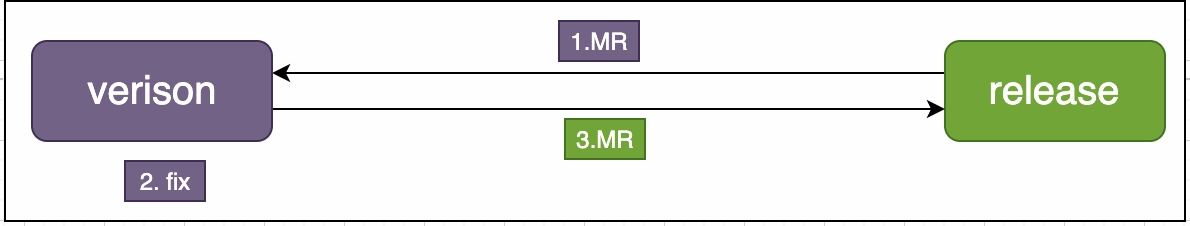 1.MR
verison
release
3.MR
2. fix